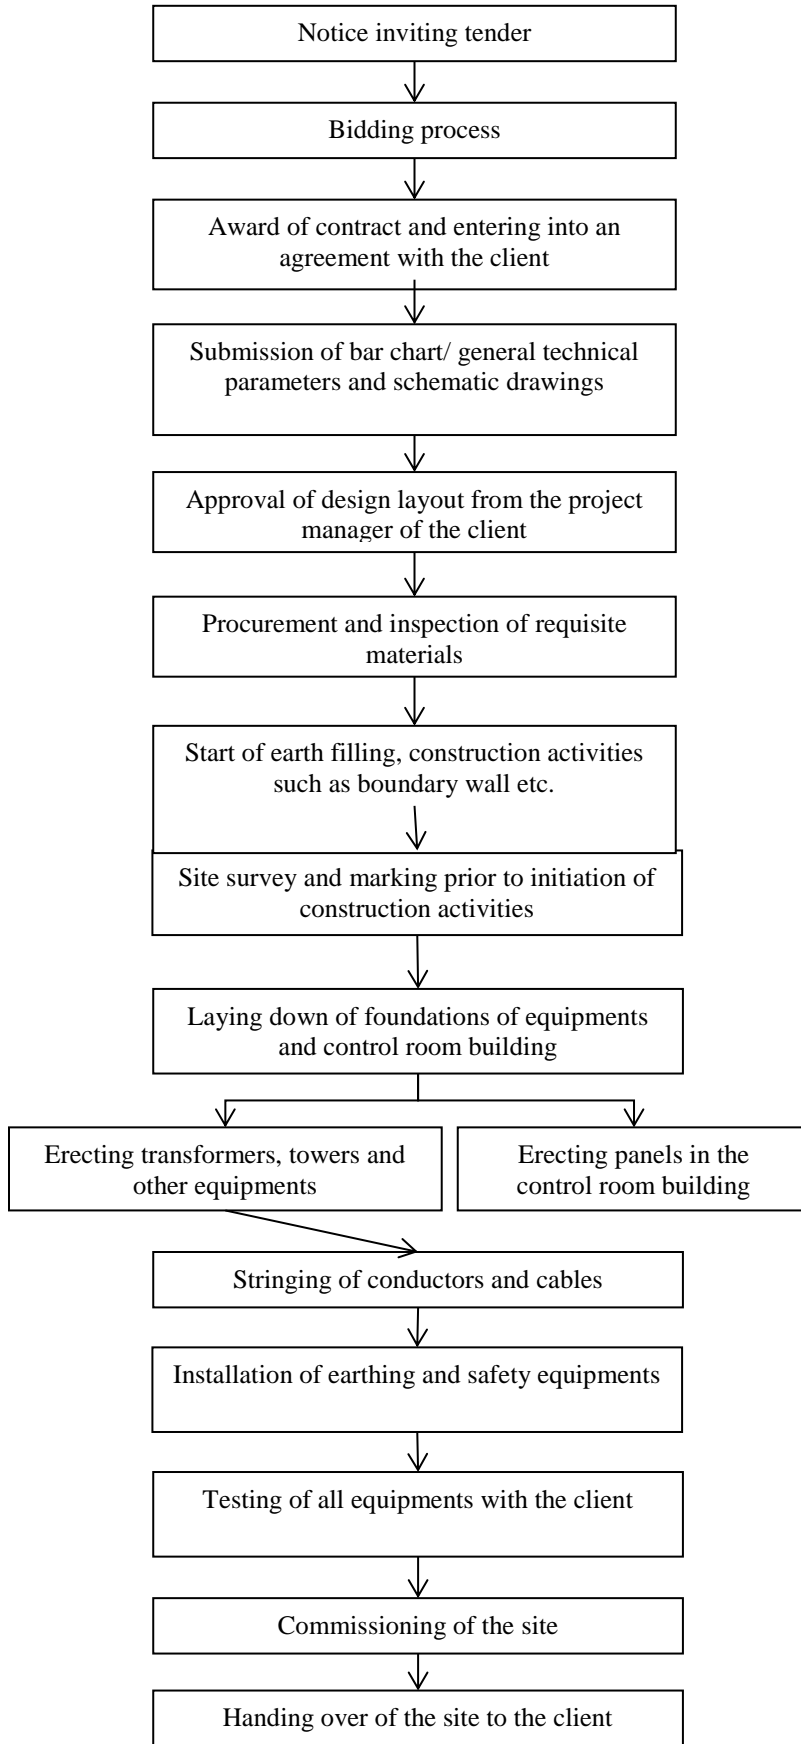 Notice inviting tender
Bidding process
Award of contract and entering into an
agreement with the client
Submission of bar chart/ general technical
parameters and schematic drawings
Approval of design layout from the project
manager of the client
Procurement and inspection of requisite
materials
Start of earth filling, construction activities
such as boundary wall etc.
Site survey and marking prior to initiation of
construction activities
Laying down of foundations of equipments
and control room building
Erecting transformers, towers and
other equipments
Erecting panels in the
control room building
Stringing of conductors and cables
Installation of earthing and safety equipments
Testing of all equipments with the client
Commissioning of the site
Handing over of the site to the client